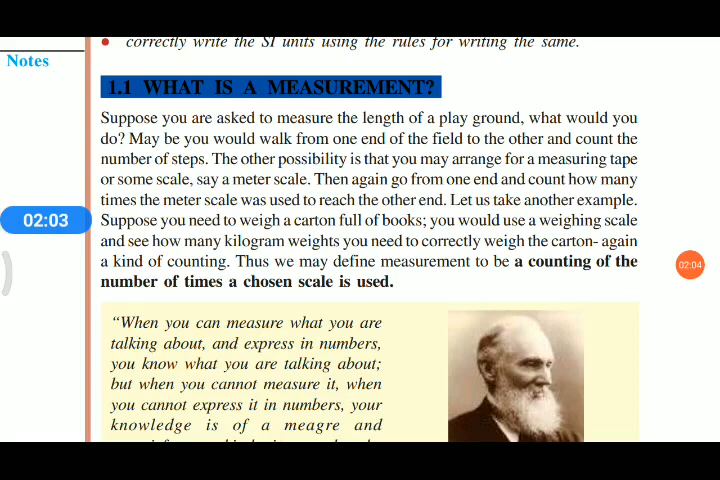 correctly write the SI units using the rules for writing the same.
Notes
1.1 WHAT IS A MEASUREMENT?
Suppose you are asked to measure the length of a play ground, what would you
do? May be you would walk from one end of the field to the other and count the
number of steps. The other possibility is that you may arrange for a measuring tape
or some scale, say a meter scale. Then again go from one end and count how many
times the meter scale was used to reach the other end. Let us take another example.
Suppose you need to weigh a carton full of books; you would use a weighing scale
and see how many kilogram weights you need to correctly weigh the carton- again
a kind of counting. Thus we may define measurement to be a counting of the
number of times a chosen scale is used.
02:03
02:04
“When you can measure what you are
talking about, and express in numbers,
you know what you are talking about;
but when you cannot measure it, when
you cannot express it in numbers, your
knowledge is of a meagre and